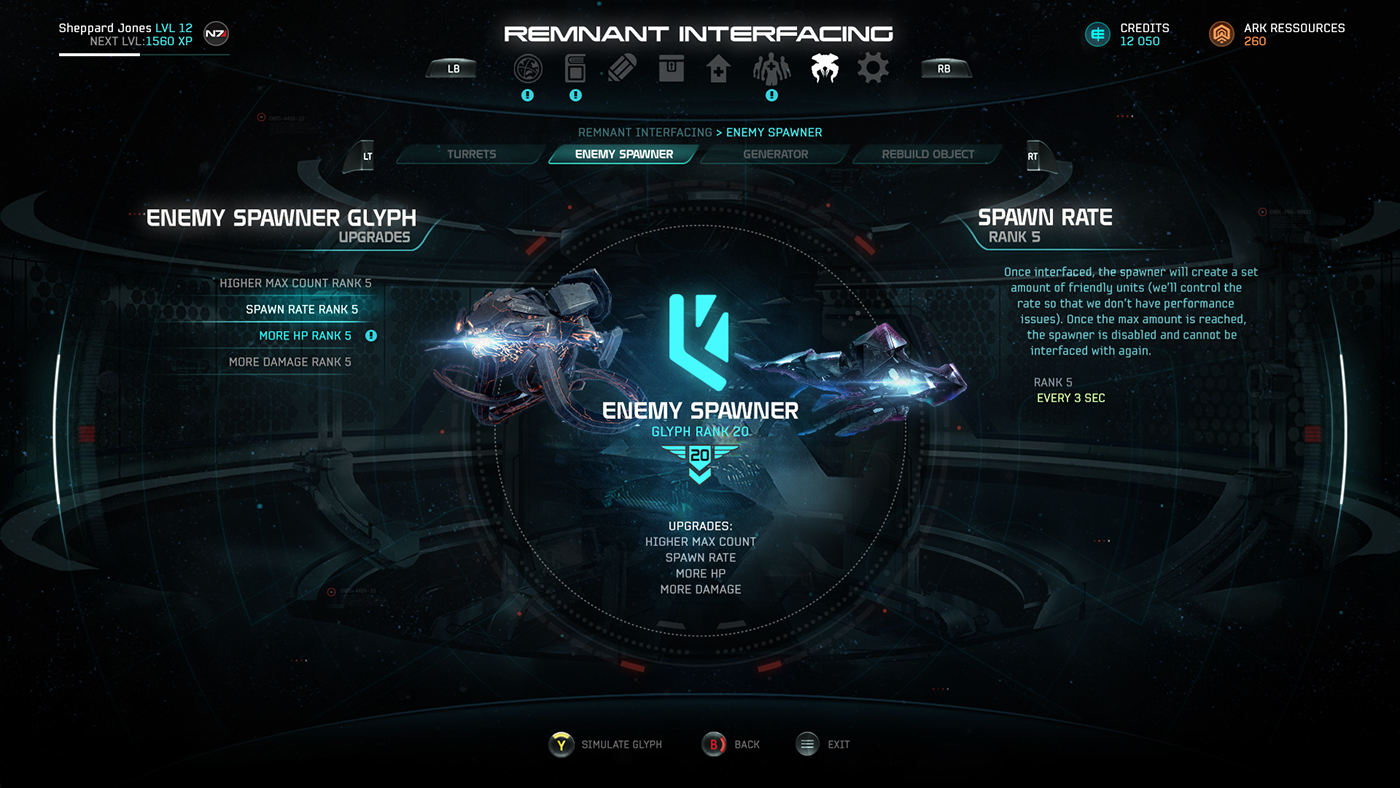 Sheppard Jones LVL 12
NEXT LVL:1560 XP
N7
REMNANT INTERFACING
CREDITS
12 050
ARK RESSOURCES
260
LB
RB
REMNANT INTERFACING > ENEMY SPAWNER
LT
TURRETS
ENEMY SPAWNER
GENERATOR
REBUILD OBJECT
RT
ENEMY SPAWNER GLYPH
UPGRADES
HIGHER MAX COUNT RANK 5
SPAWN RATE RANK 5
MORE HP RANK 5
MORE DAMAGE RANK 5
ENEMY SPAWNER
GLYPH RANK 20
20
UPGRADES:
HIGHER MAX COUNT
SPAWN RATE
MORE HP
MORE DAMAGE
SPAWN RATE
RANK 5
Once interfaced, the spawner will create a set
amount of friendly units (we'll control the
rate so that we don't have performance
issues). Once the max amount is reached,
the spawner is disabled and cannot be
interfaced with again.
RANK 5
EVERY 3 SEC
Y SIMULATE GLYPH
B BACK
EXIT